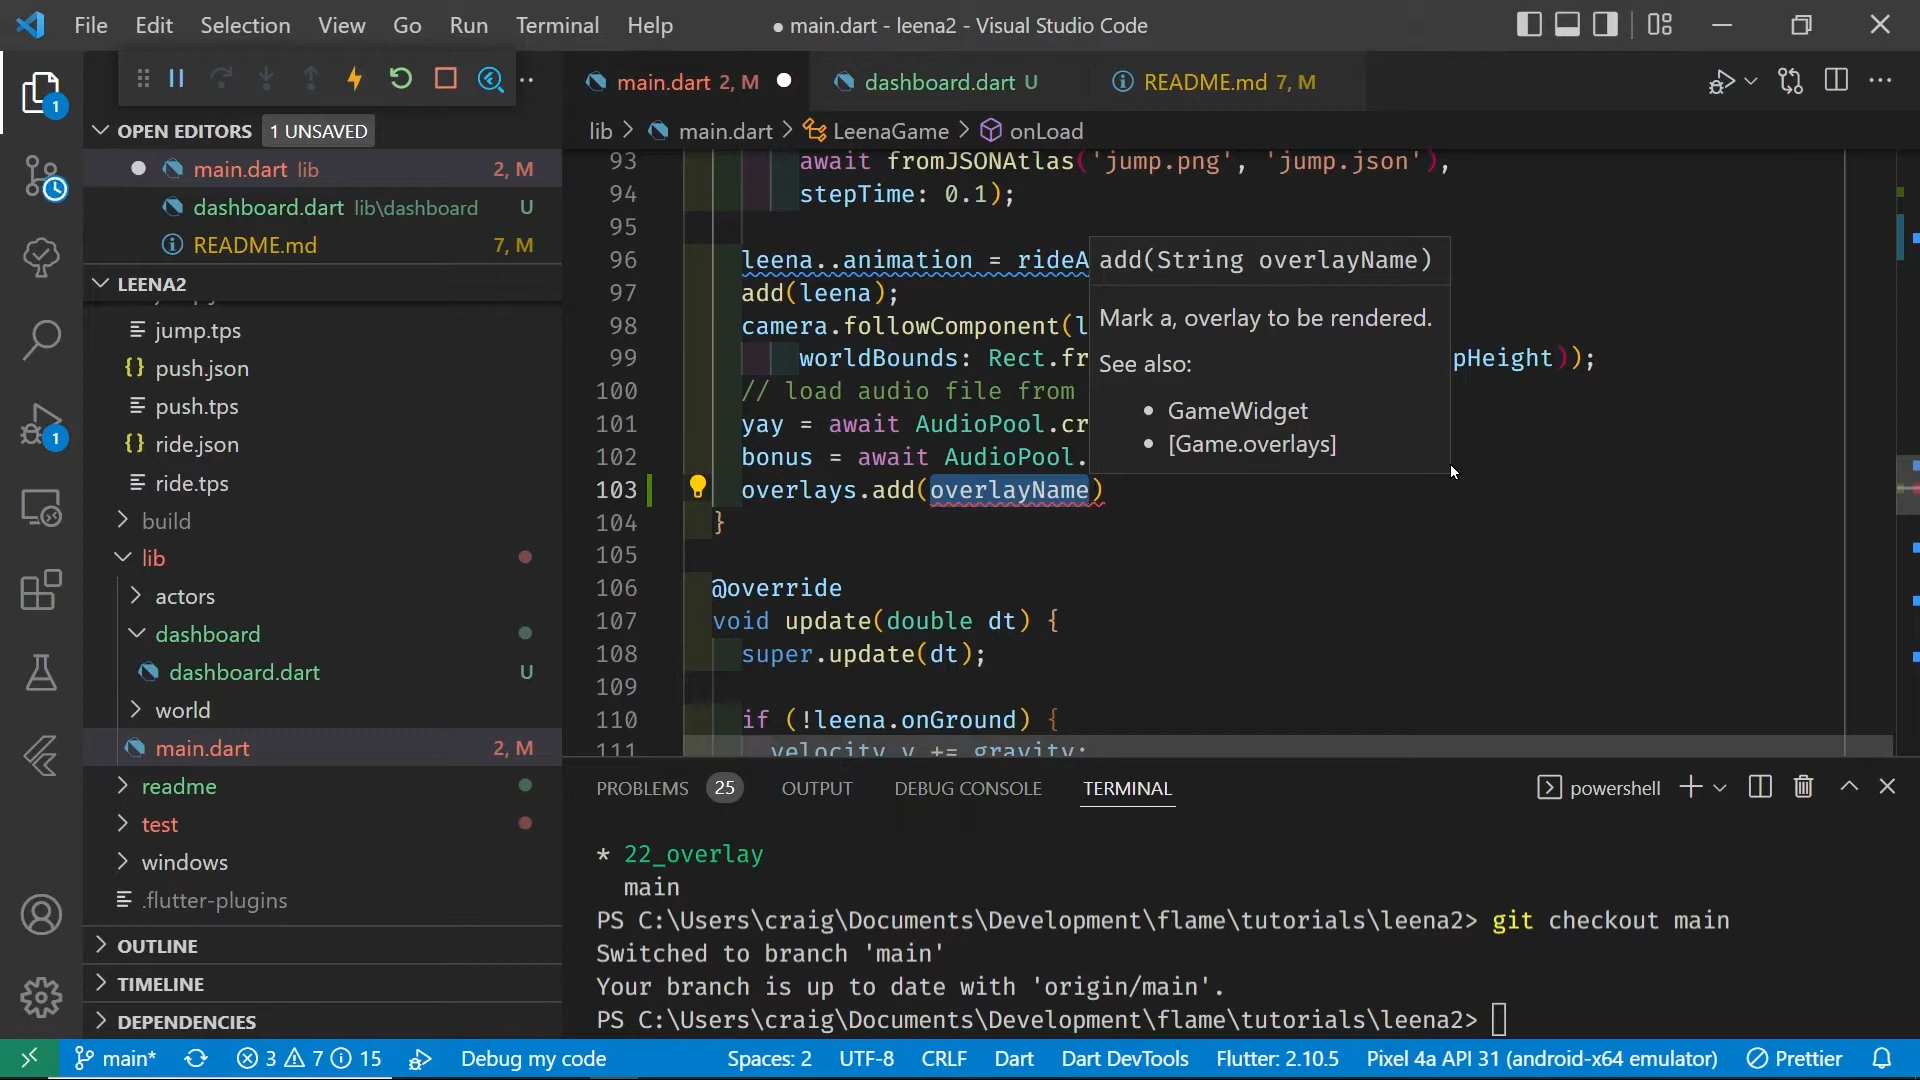 File Edit Selection View Go Run Terminal Help
● main.dart - leena2 - Visual Studio Code
main.dart 2, M
dashboard.dart U
README.md 7, M
OPEN EDITORS 1 UNSAVED
main.dart lib 2, M
dashboard.dart lib\dashboard U
README.md 7, M
LEENA2
jump.tps
{} push.json
push.tps
{} ride.json
ride.tps
build
lib
actors
dashboard
dashboard.dart U
world
main.dart 2, M
readme
test
windows
.flutter-plugins
OUTLINE
TIMELINE
DEPENDENCIES
1
1
lib > main.dart > LeenaGame > onLoad
93 await fromJSONAtlas('jump.png', 'jump.json'),
94 stepTime: 0.1);
95
96 leena..animation = rideA
97 add(leena);
98 camera.followComponent(l
99 worldBounds: Rect.fr pHeight));
100 // load audio file from
101 yay = await AudioPool.cr
102 bonus = await AudioPool.
103 overlays.add(overlayName)
104 }
105
106 @override
107 void update(double dt) {
108 super.update(dt);
109
110 if (!leena.onGround) {
111 velocity.y += gravity;
add(String overlayName)
Mark a, overlay to be rendered.
See also:
• GameWidget
• [Game.overlays]
PROBLEMS 25 OUTPUT DEBUG CONSOLE TERMINAL
powershell
* 22_overlay
main
PS C:\Users\craig\Documents\Development\flame\tutorials\leena2> git checkout main
Switched to branch 'main'
Your branch is up to date with 'origin/main'.
PS C:\Users\craig\Documents\Development\flame\tutorials\leena2>
main* 3 7 15 Debug my code Spaces: 2 UTF-8 CRLF Dart Dart DevTools Flutter: 2.10.5 Pixel 4a API 31 (android-x64 emulator) Prettier